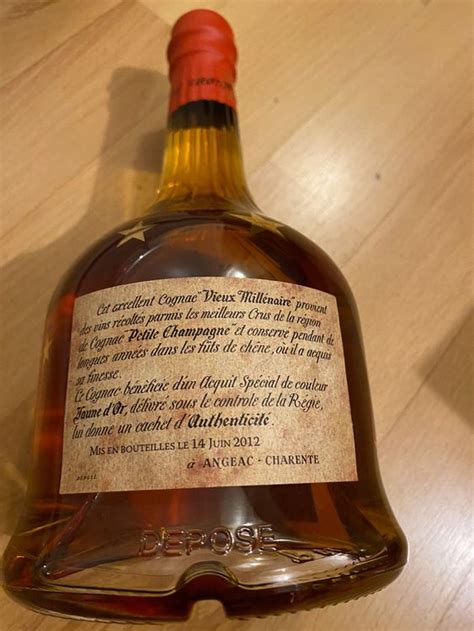 Cet excellent Cognac "Vieux Millénaire" provient
des vins récoltés parmis les meilleurs Crus de la région
de Cognac "Petite Champagne" et conservé pendant de
longues années dans les fûts de chêne, ou il a acquis
sa finesse.
Ce Cognac bénéficie d'un Acquit Spécial de couleur
Jaune d'Or, délivré sous le controle de la Régie,
lui donne un cachet d'Authenticité.
MIS EN BOUTEILLES LE 14 JUIN 2012
à ANGEAC - CHARENTE
DEPOSE